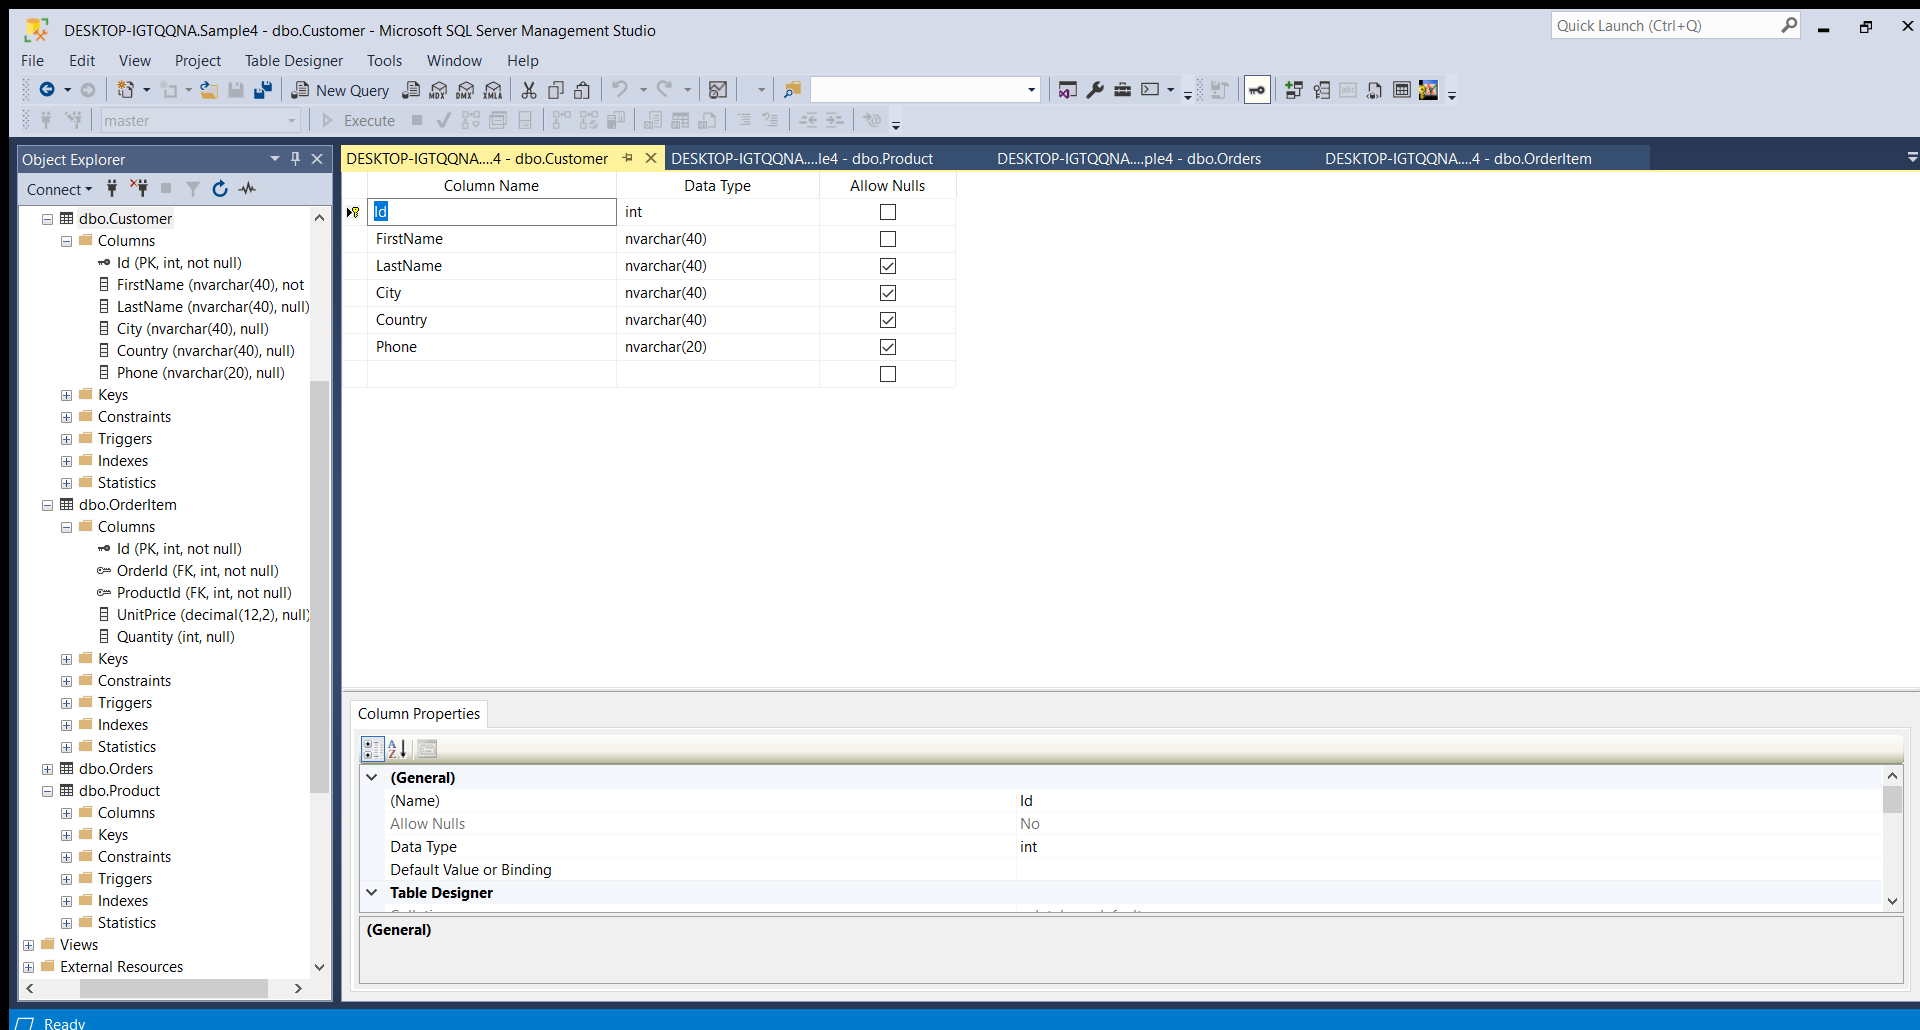 DESKTOP-IGTQQNA.Sample4 - dbo.Customer - Microsoft SQL Server Management Studio
Quick Launch (Ctrl+Q)
File Edit View Project Table Designer Tools Window Help
New Query MDX DMX XMLA
master Execute
Object Explorer
DESKTOP-IGTQQNA....4 - dbo.Customer
DESKTOP-IGTQQNA....le4 - dbo.Product
DESKTOP-IGTQQNA....ple4 - dbo.Orders
DESKTOP-IGTQQNA....4 - dbo.OrderItem
Connect
dbo.Customer
Columns
Id (PK, int, not null)
FirstName (nvarchar(40), not
LastName (nvarchar(40), null)
City (nvarchar(40), null)
Country (nvarchar(40), null)
Phone (nvarchar(20), null)
Keys
Constraints
Triggers
Indexes
Statistics
dbo.OrderItem
Columns
Id (PK, int, not null)
OrderId (FK, int, not null)
ProductId (FK, int, not null)
UnitPrice (decimal(12,2), null)
Quantity (int, null)
Keys
Constraints
Triggers
Indexes
Statistics
dbo.Orders
dbo.Product
Columns
Keys
Constraints
Triggers
Indexes
Statistics
Views
External Resources
Column Name Data Type Allow Nulls
Id int
FirstName nvarchar(40)
LastName nvarchar(40)
City nvarchar(40)
Country nvarchar(40)
Phone nvarchar(20)
Column Properties
(General)
(Name) Id
Allow Nulls No
Data Type int
Default Value or Binding
Table Designer
(General)
Ready